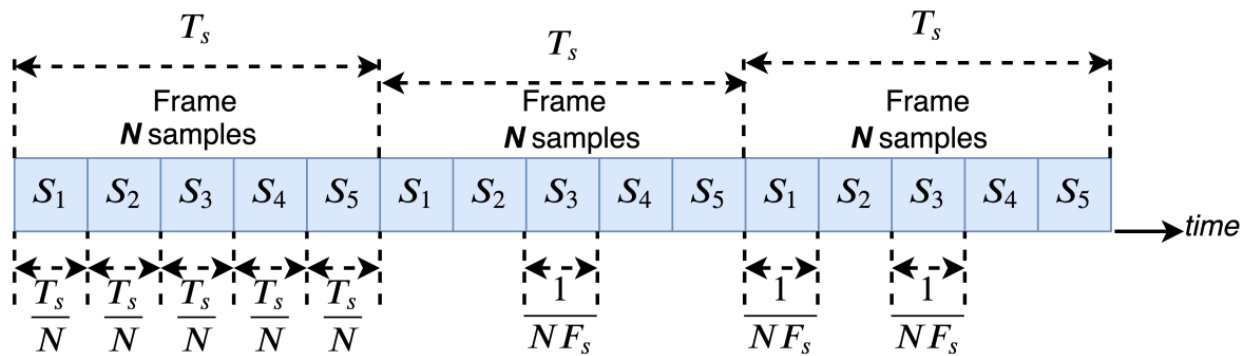 T_s T_s T_s
Frame Frame Frame
N samples N samples N samples
S_1 S_2 S_3 S_4 S_5 S_1 S_2 S_3 S_4 S_5 S_1 S_2 S_3 S_4 S_5
time
T_s/N T_s/N T_s/N T_s/N T_s/N 1/NF_s 1/NF_s 1/NF_s